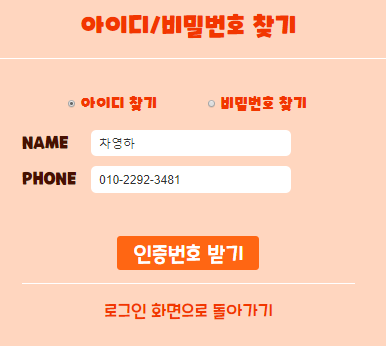 아이디/비밀번호 찾기
아이디 찾기 비밀번호 찾기
NAME 차영하
PHONE 010-2292-3481
인증번호 받기
로그인 화면으로 돌아가기